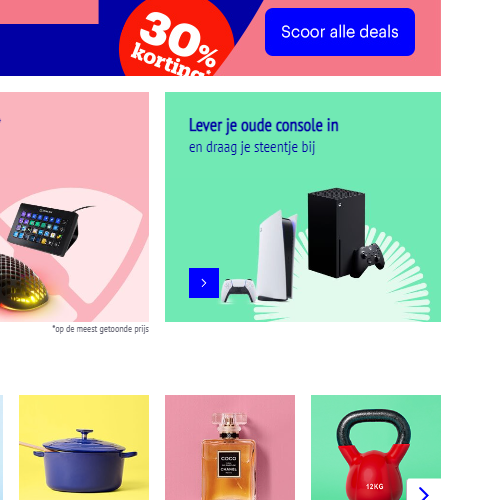 30%
korting*
Scoor alle deals
Lever je oude console in
en draag je steentje bij
*op de meest getoonde prijs
COCO
CHANEL
12KG